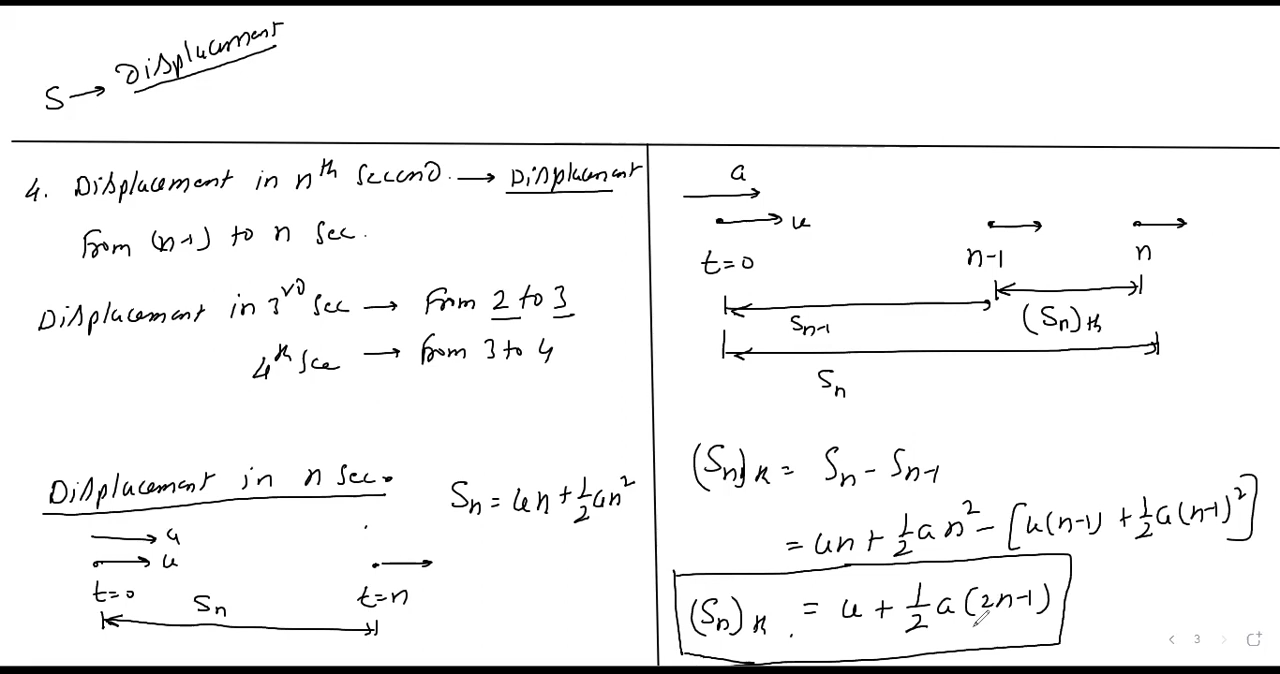 S → Displacement
4. Displacement in nth second. → Displacement
from (n-1) to n sec.
Displacement in 3rd sec → from 2 to 3
4th sec → from 3 to 4
Displacement in n sec.
Sn = un + 1/2 an²
a
u
t=0
Sn
t=n
a
u
t=0
n-1
n
Sn-1
(Sn)th
Sn
(Sn)th = Sn - Sn-1
= un + 1/2 a n² - [u(n-1) + 1/2 a (n-1)²]
(Sn)th = u + 1/2 a (2n-1)
< 3 >